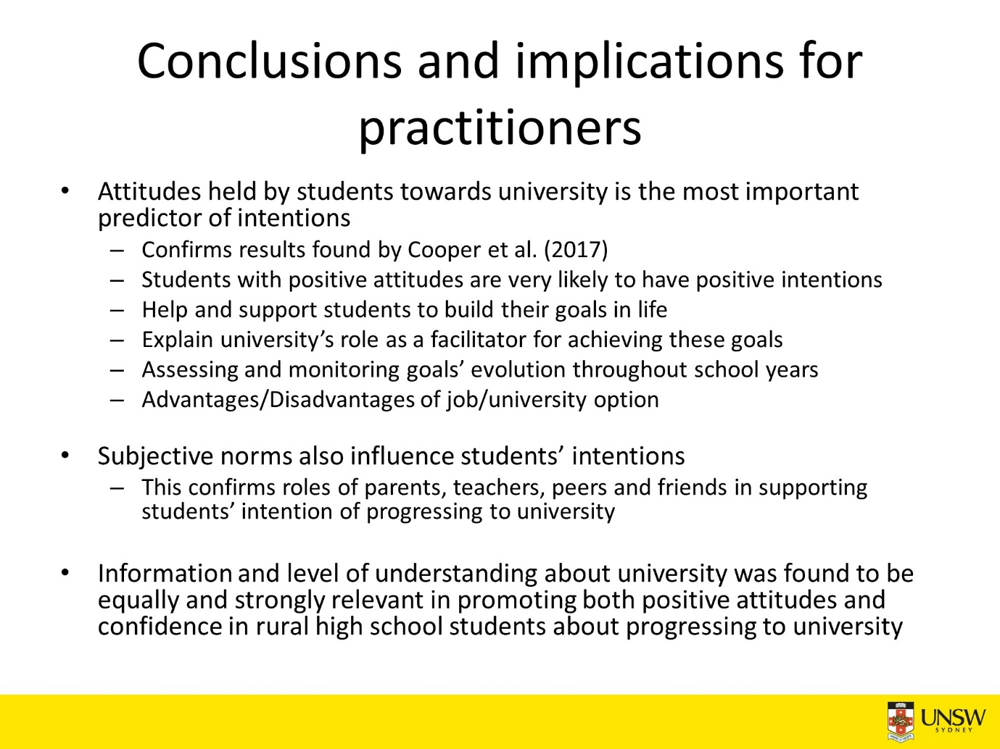 Conclusions and implications for
practitioners
• Attitudes held by students towards university is the most important
predictor of intentions
– Confirms results found by Cooper et al. (2017)
– Students with positive attitudes are very likely to have positive intentions
– Help and support students to build their goals in life
– Explain university’s role as a facilitator for achieving these goals
– Assessing and monitoring goals’ evolution throughout school years
– Advantages/Disadvantages of job/university option
• Subjective norms also influence students’ intentions
– This confirms roles of parents, teachers, peers and friends in supporting
students’ intention of progressing to university
• Information and level of understanding about university was found to be
equally and strongly relevant in promoting both positive attitudes and
confidence in rural high school students about progressing to university
UNSW
SYDNEY